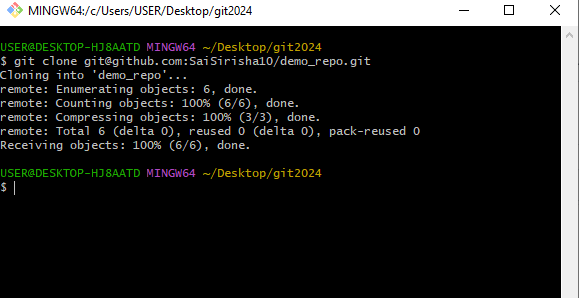 MINGW64:/c/Users/USER/Desktop/git2024
USER@DESKTOP-HJ8AATD MINGW64 ~/Desktop/git2024
$ git clone git@github.com:SaiSirisha10/demo_repo.git
Cloning into 'demo_repo'...
remote: Enumerating objects: 6, done.
remote: Counting objects: 100% (6/6), done.
remote: Compressing objects: 100% (3/3), done.
remote: Total 6 (delta 0), reused 0 (delta 0), pack-reused 0
Receiving objects: 100% (6/6), done.
USER@DESKTOP-HJ8AATD MINGW64 ~/Desktop/git2024
$